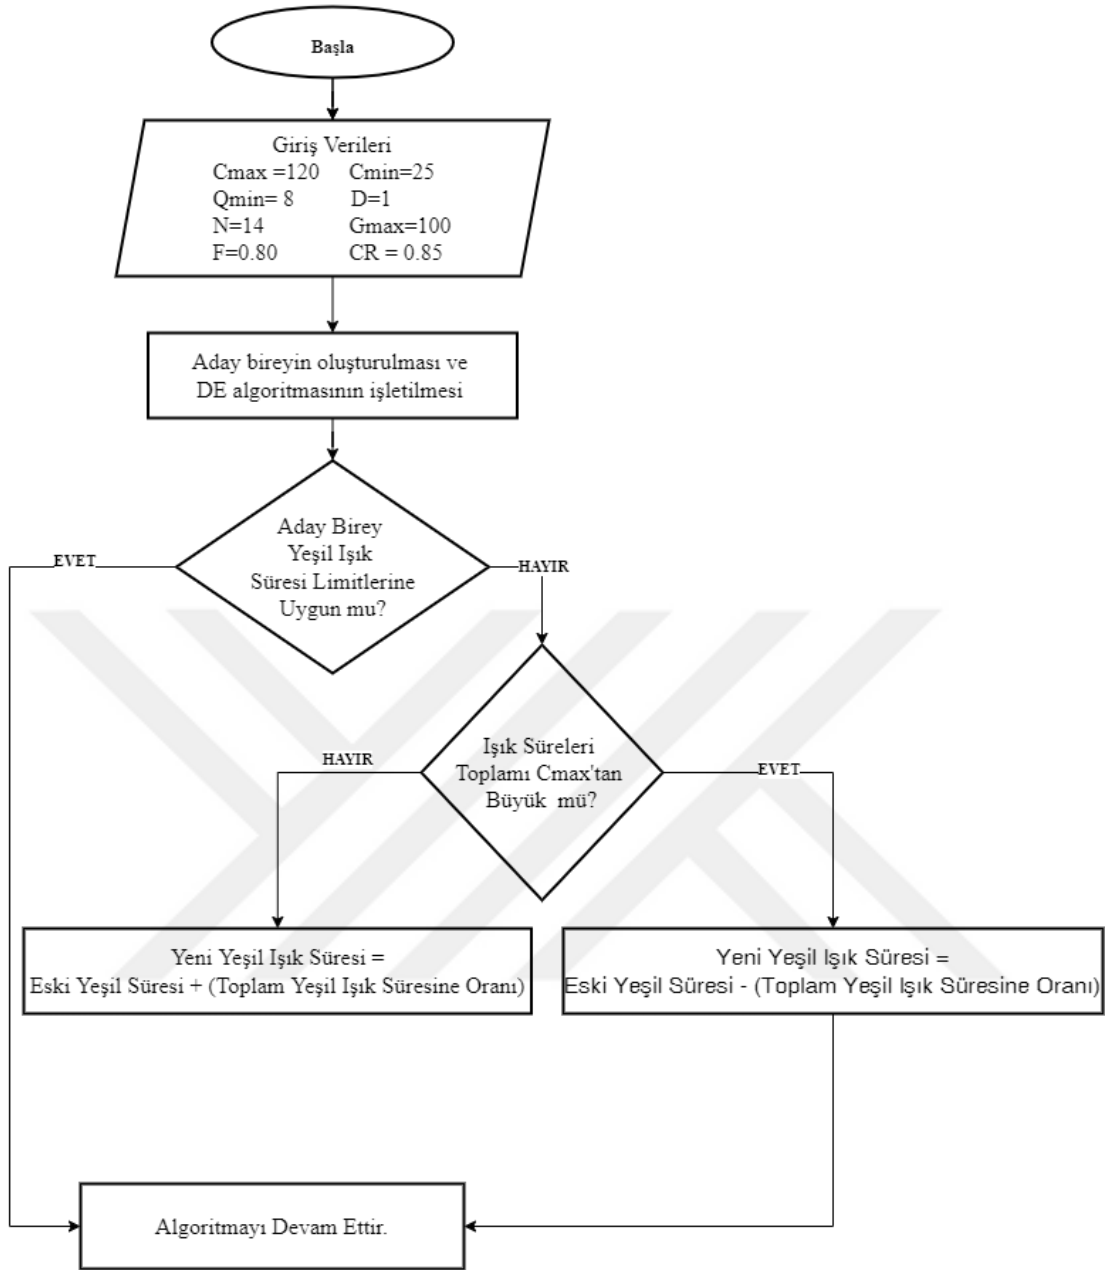 Başla
Giriş Verileri
Cmax =120 Cmin=25
Qmin= 8 D=1
N=14 Gmax=100
F=0.80 CR = 0.85
Aday bireyin oluşturulması ve
DE algoritmasının işletilmesi
Aday Birey
Yeşil Işık
Süresi Limitlerine
Uygun mu?
EVET
HAYIR
Işık Süreleri
Toplamı Cmax'tan
Büyük mü?
HAYIR
EVET
Yeni Yeşil Işık Süresi =
Eski Yeşil Süresi + (Toplam Yeşil Işık Süresine Oranı)
Yeni Yeşil Işık Süresi =
Eski Yeşil Süresi - (Toplam Yeşil Işık Süresine Oranı)
Algoritmayı Devam Ettir.